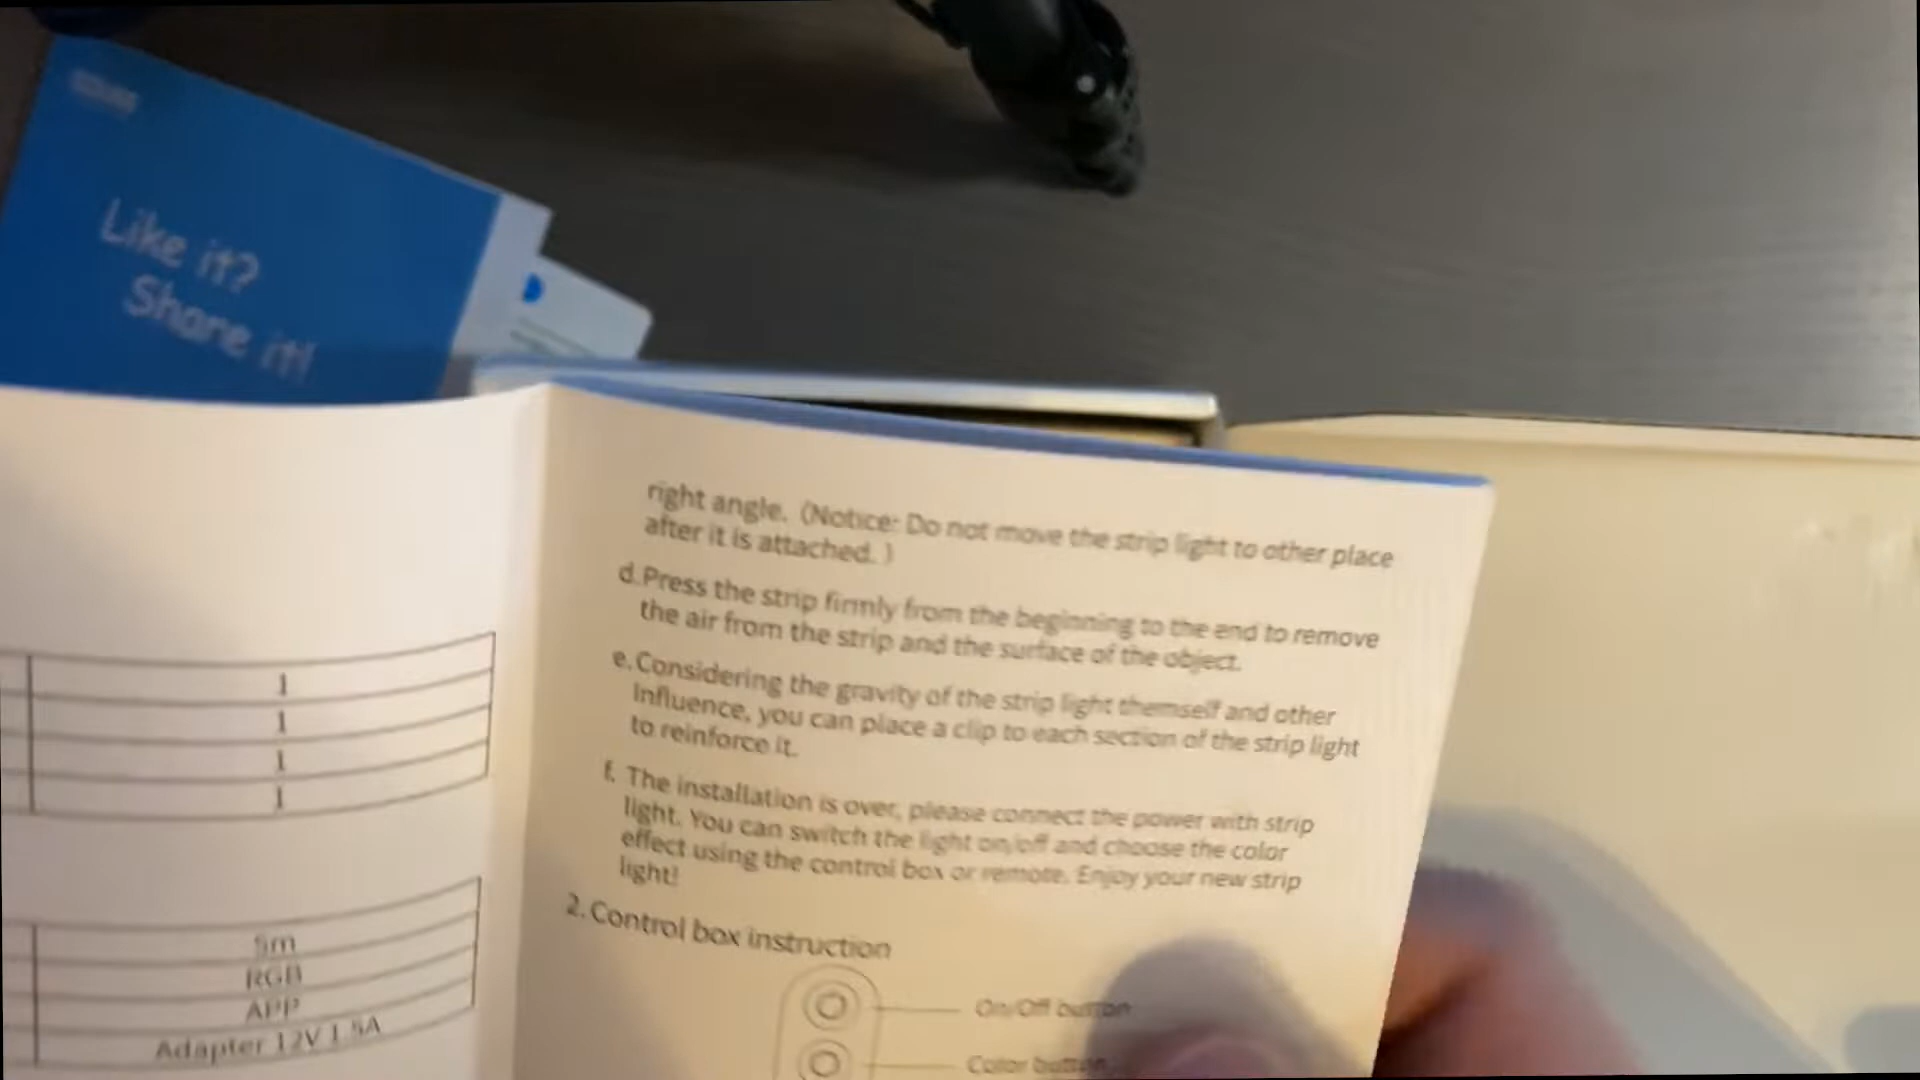 Like it?
Share it!
1
1
1
1
5m
RGB
APP
Adapter 12V 1.5A
right angle. (Notice: Do not move the strip light to other place
after it is attached. )
d. Press the strip firmly from the beginning to the end to remove
the air from the strip and the surface of the object.
e. Considering the gravity of the strip light themself and other
influence, you can place a clip to each section of the strip light
to reinforce it.
f. The installation is over, please connect the power with strip
light. You can switch the light on/off and choose the color
effect using the control box or remote. Enjoy your new strip
light!
2. Control box instruction
On/Off button
Color button